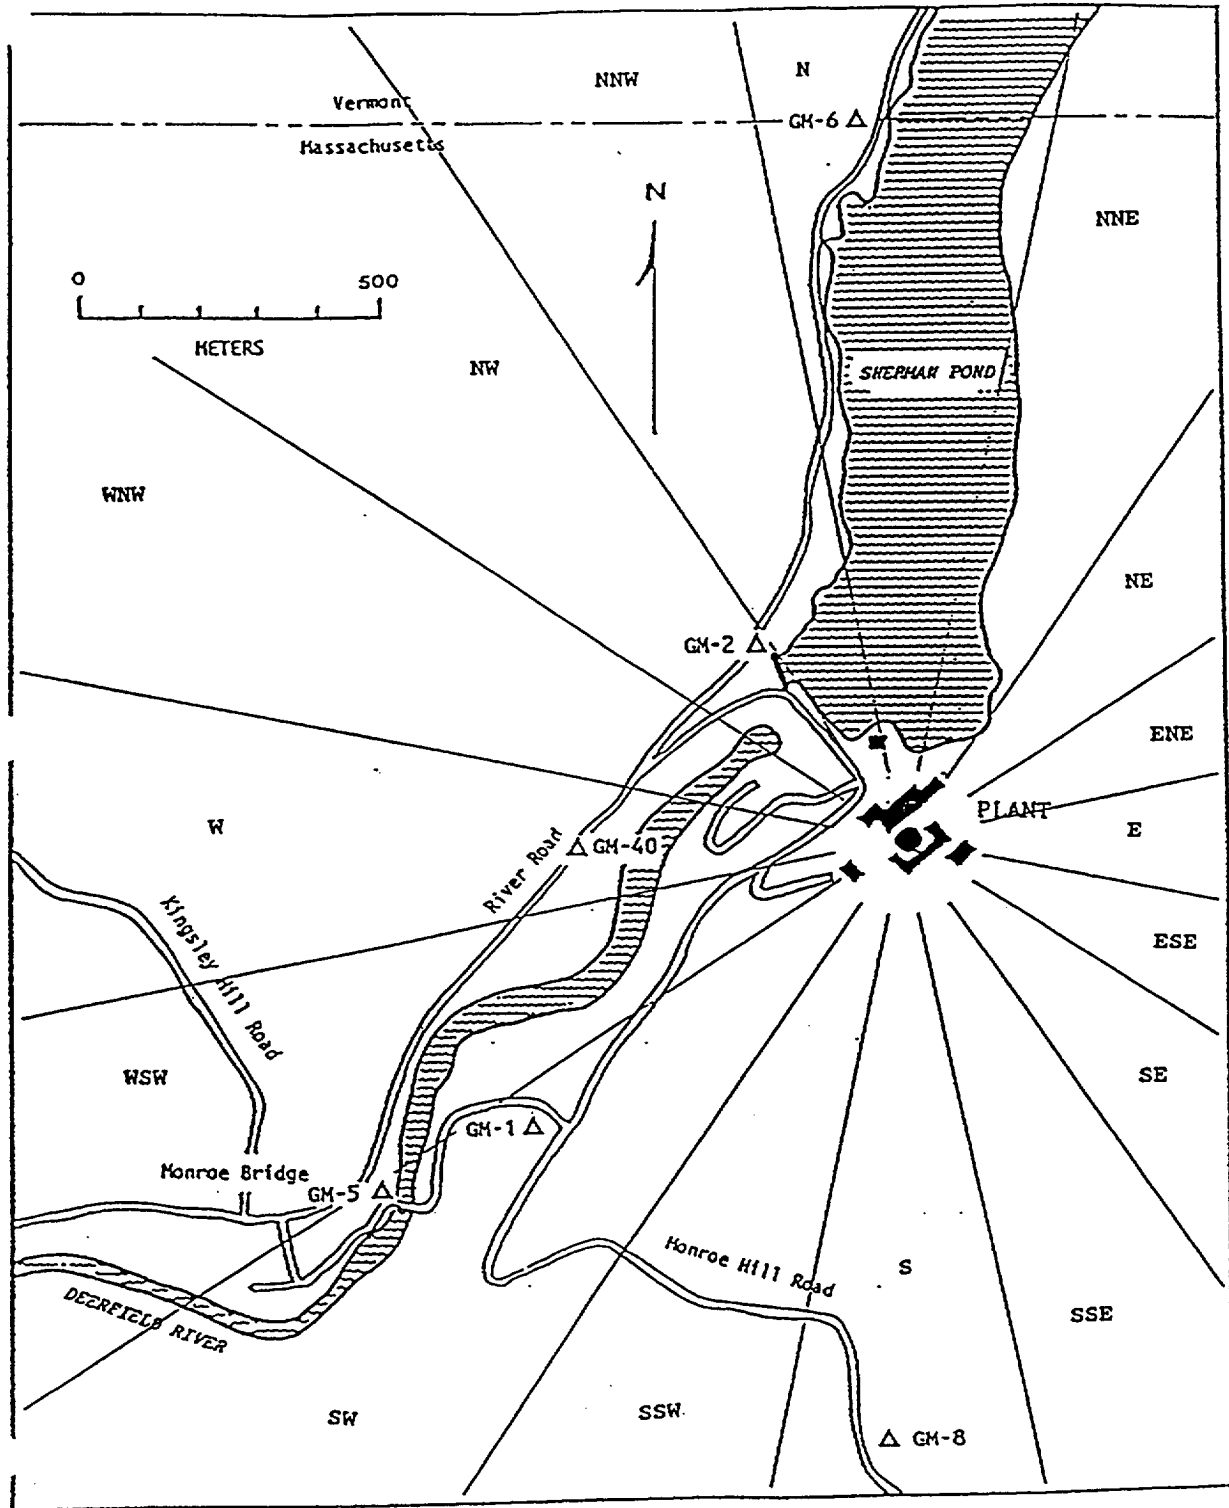 NNW
N
Vermont
GM-6
Massachusetts
N
NNE
0 500
METERS
SHERMAN POND
NW
WNW
NE
GM-2
ENE
PLANT
W
E
GM-40
River Road
Kingsley Hill Road
ESE
WSW
SE
GM-1
Monroe Bridge
GM-5
Monroe Hill Road
S
DEERFIELD RIVER
SSE
SW
SSW
GM-8